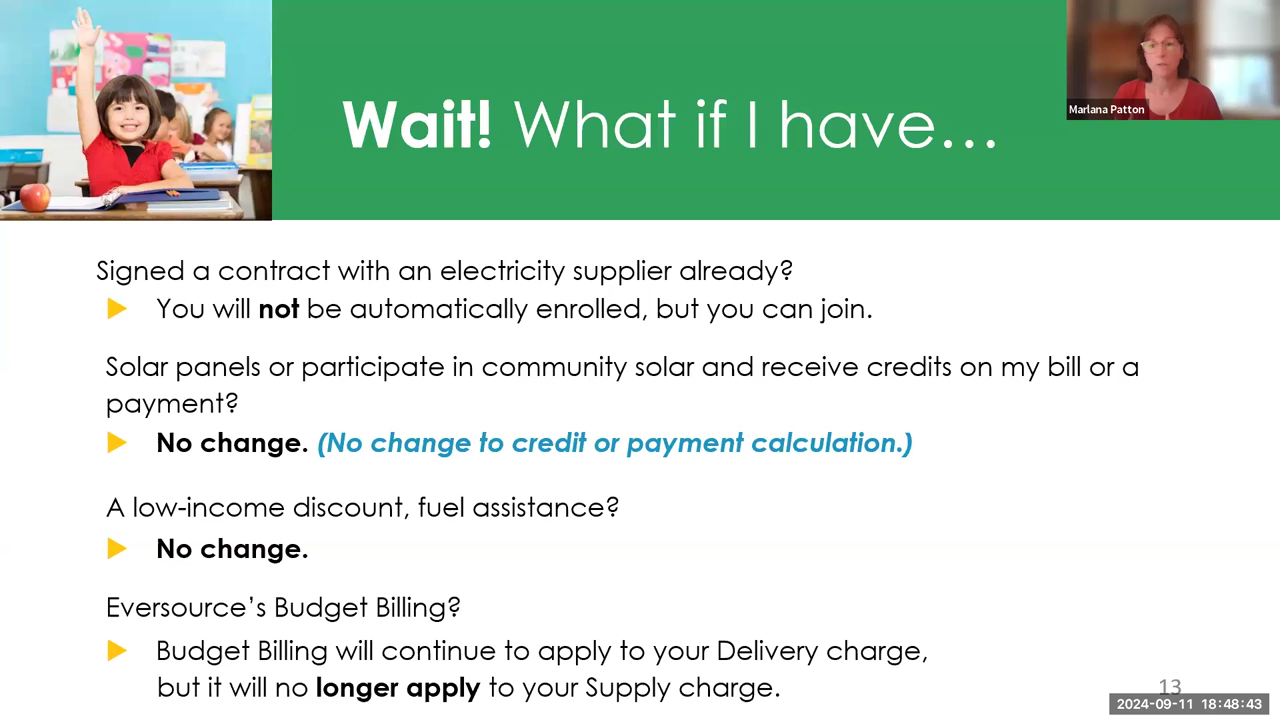 Wait! What if I have...
Marlana Patton
Signed a contract with an electricity supplier already?
You will not be automatically enrolled, but you can join.
Solar panels or participate in community solar and receive credits on my bill or a
payment?
No change. (No change to credit or payment calculation.)
A low-income discount, fuel assistance?
No change.
Eversource’s Budget Billing?
Budget Billing will continue to apply to your Delivery charge,
but it will no longer apply to your Supply charge.
13
2024-09-11 18:48:43